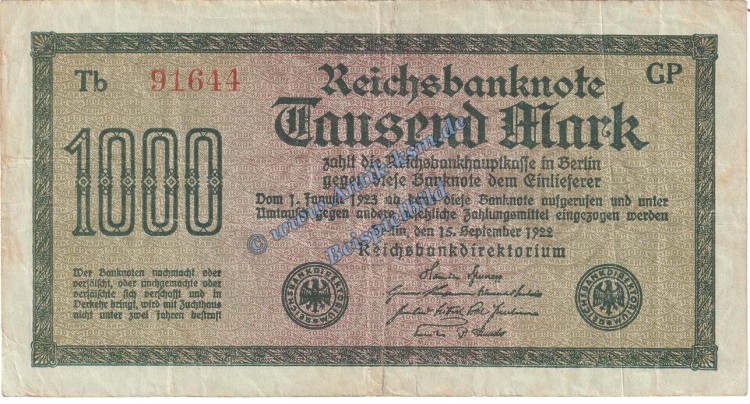 Tb 91644
GP
Reichsbanknote
Tausend Mark
1000
zahlt die Reichsbankhauptkasse in Berlin
gegen diese Banknote dem Einlieferer
Vom 1. Januar 1923 ab kann diese Banknote aufgerufen und unter
Umtausch gegen andere gesetzliche Zahlungsmittel eingezogen werden
Berlin, den 15. September 1922
Reichsbankdirektorium
Wer Banknoten nachmacht oder
verfälscht, oder nachgemachte oder
verfälschte sich verschafft und in
Verkehr bringt, wird mit Zuchthaus
nicht unter zwei Jahren bestraft
REICHSBANKDIREKTORIUM
REICHSBANKDIREKTORIUM
Beispielbild